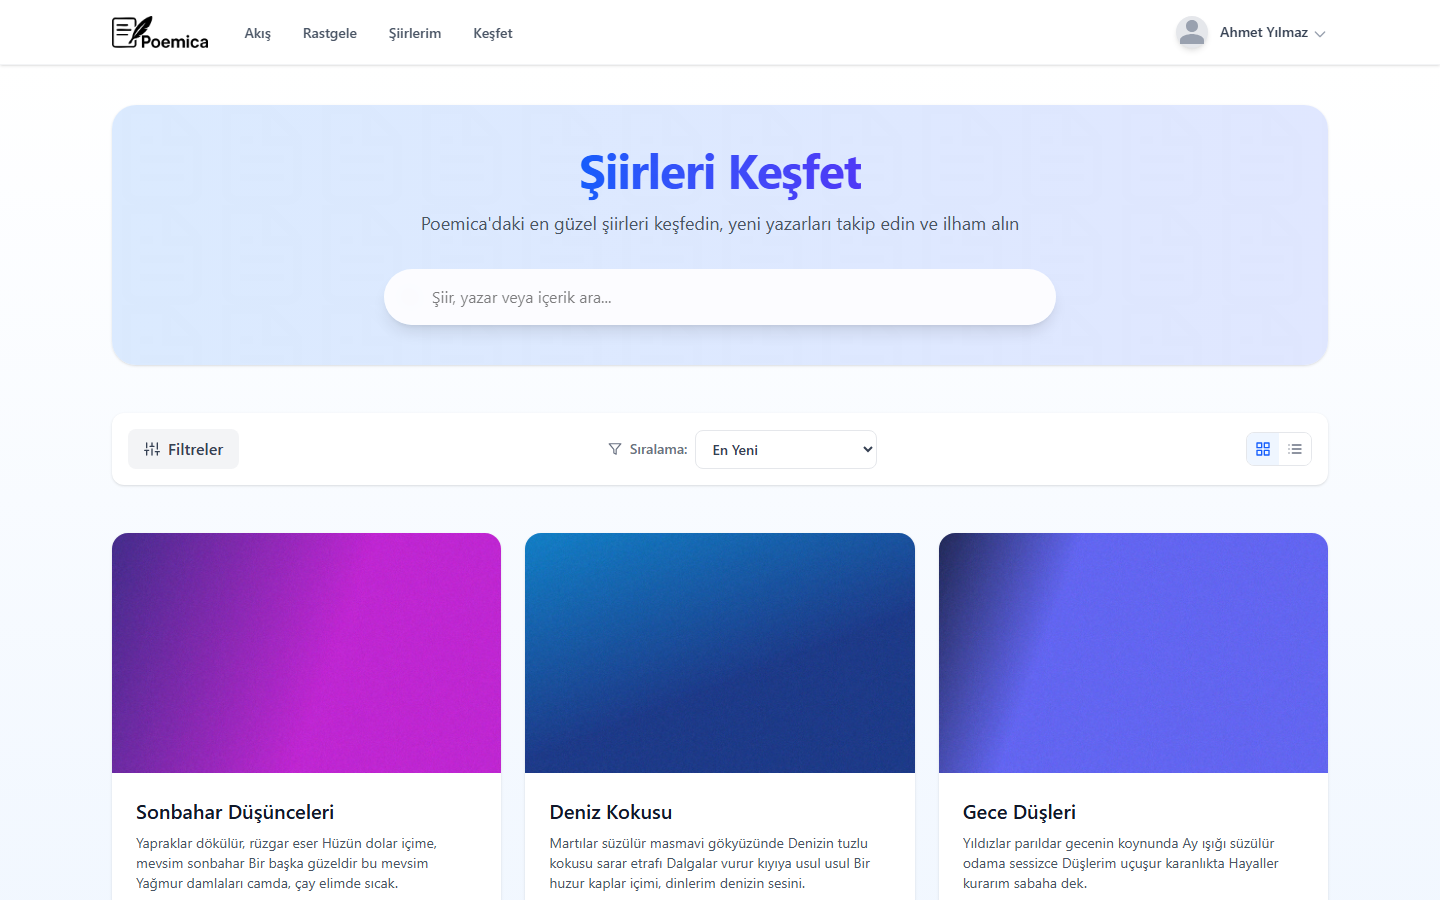 Poemica
Akış
Rastgele
Şiirlerim
Keşfet
Ahmet Yılmaz
Şiirleri Keşfet
Poemica'daki en güzel şiirleri keşfedin, yeni yazarları takip edin ve ilham alın
Şiir, yazar veya içerik ara...
Filtreler
Sıralama:
En Yeni
Sonbahar Düşünceleri
Yapraklar dökülür, rüzgar eser Hüzün dolar içime,
mevsim sonbahar Bir başka güzeldir bu mevsim
Yağmur damlaları camda, çay elimde sıcak.
Deniz Kokusu
Martılar süzülür masmavi gökyüzünde Denizin tuzlu
kokusu sarar etrafı Dalgalar vurur kıyıya usul usul Bir
huzur kaplar içimi, dinlerim denizin sesini.
Gece Düşleri
Yıldızlar parıldar gecenin koynunda Ay ışığı süzülür
odama sessizce Düşlerim uçuşur karanlıkta Hayaller
kurarım sabaha dek.